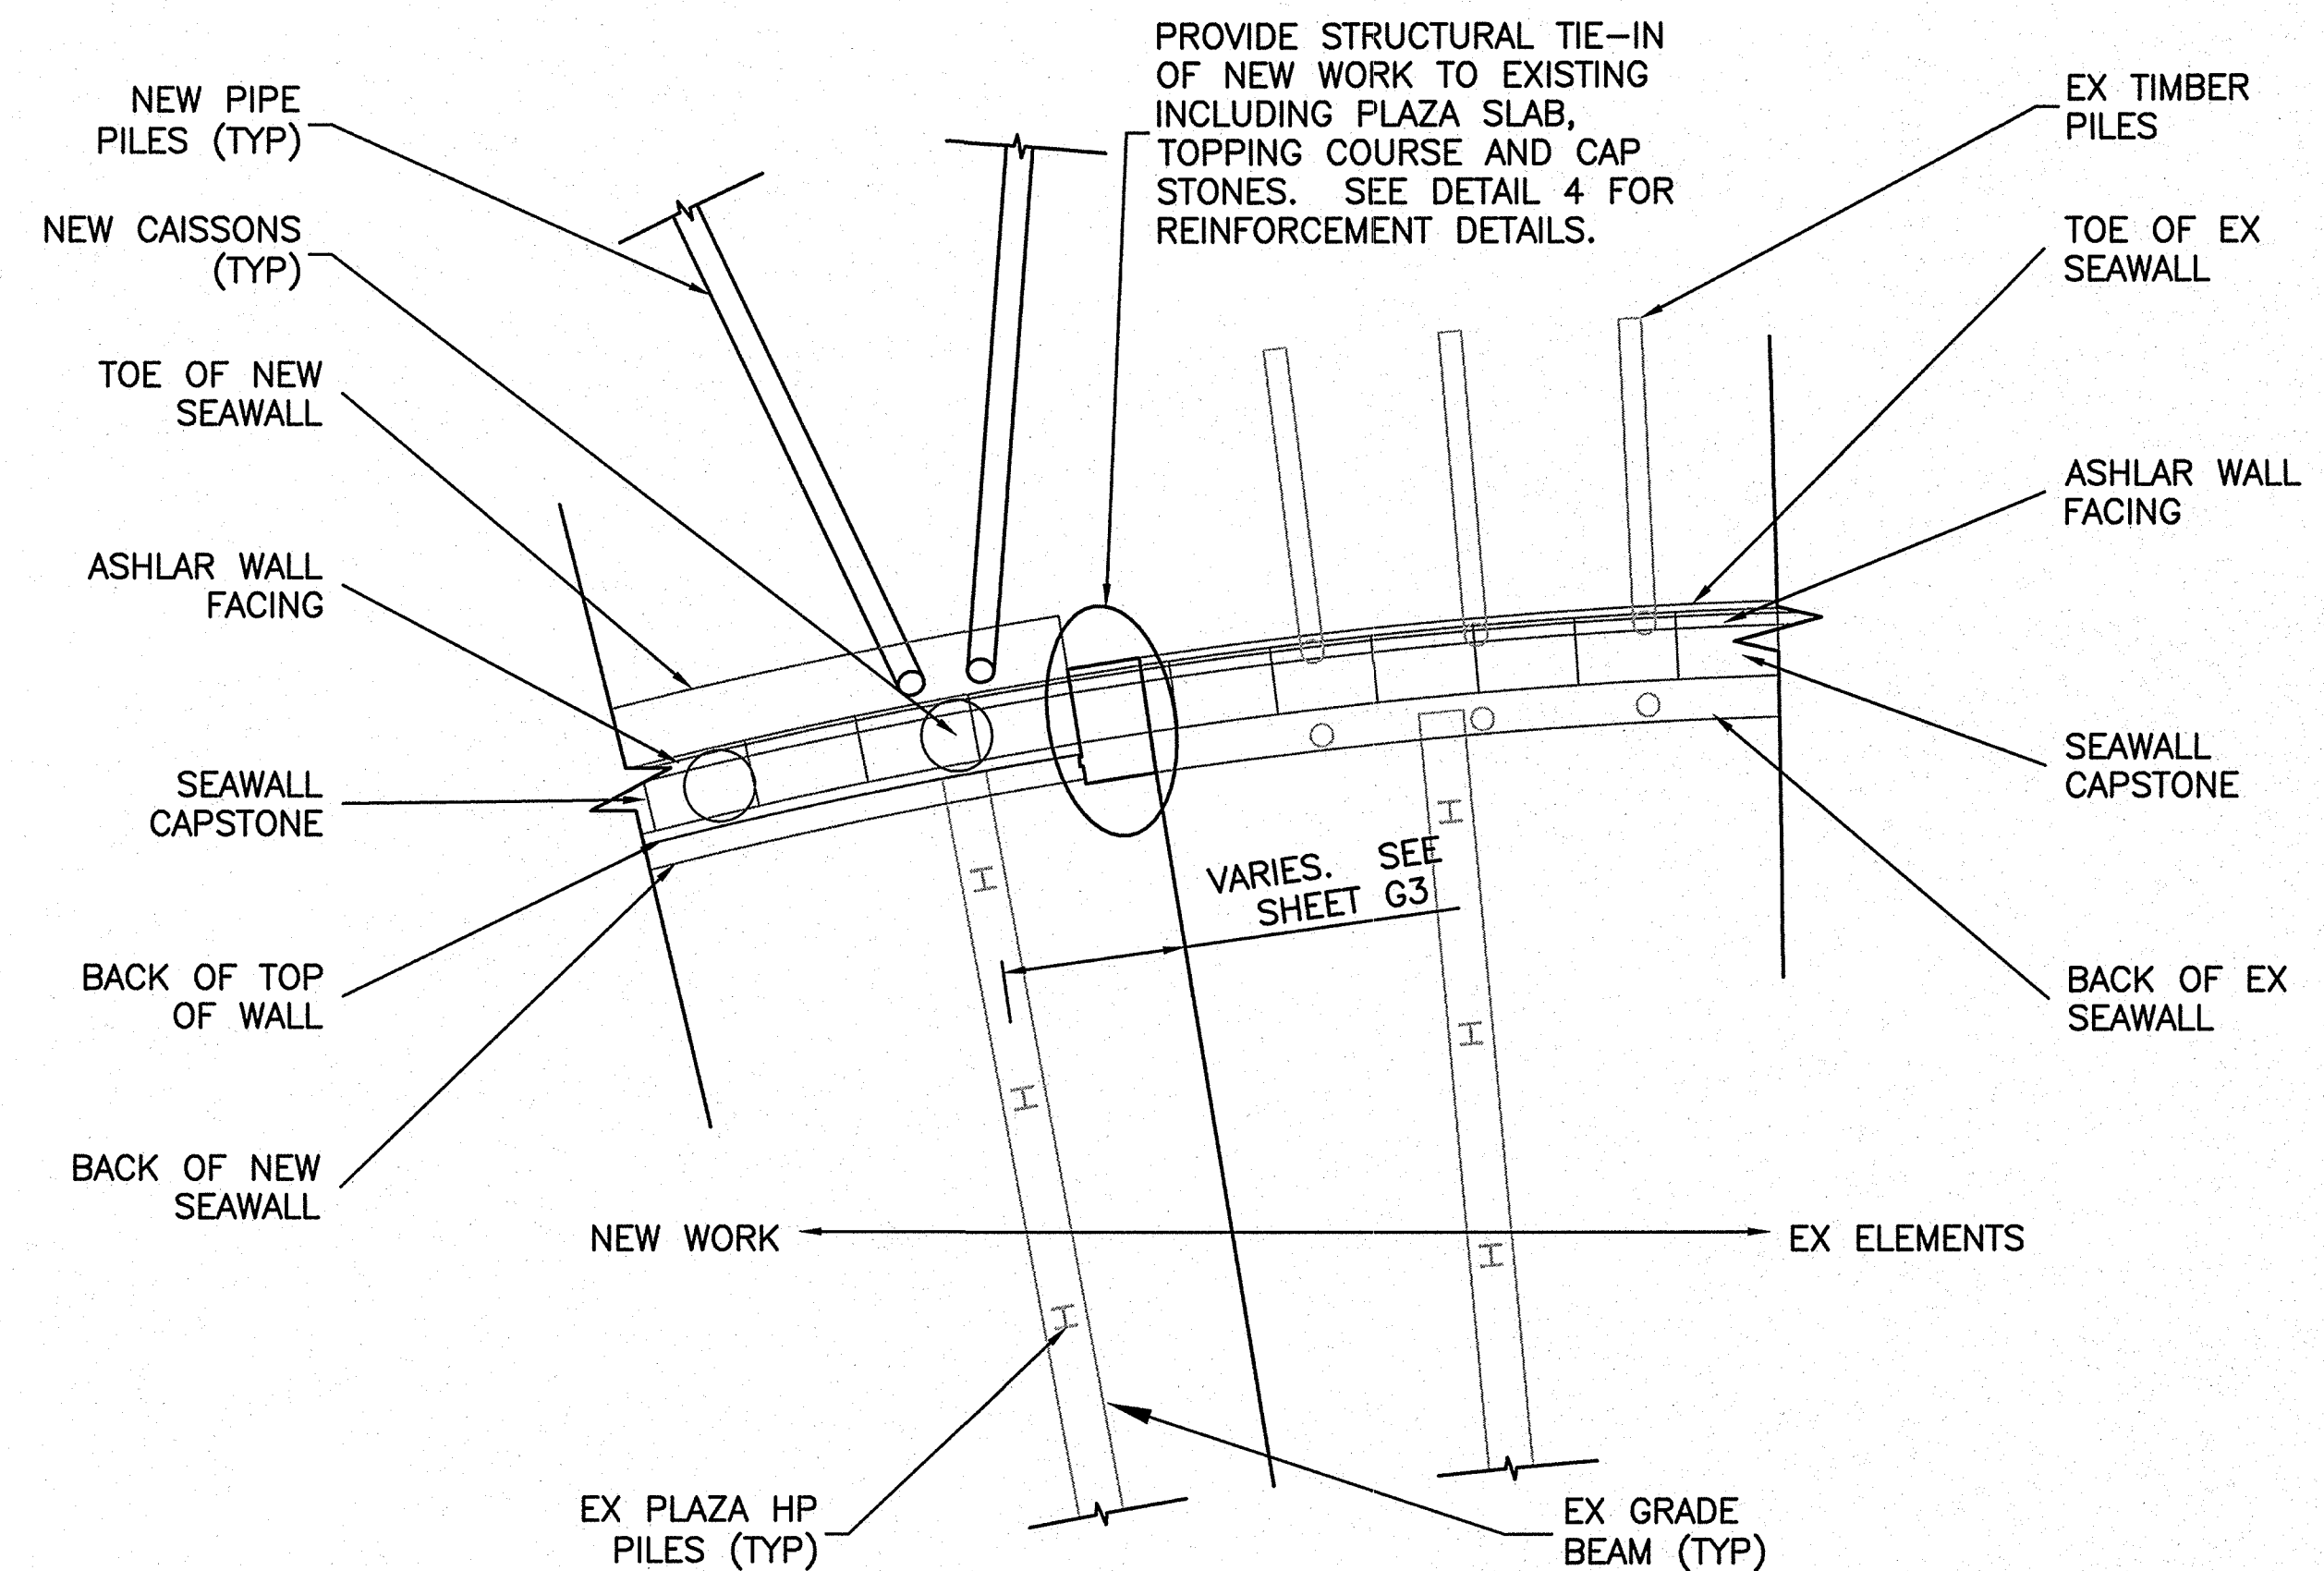 PROVIDE STRUCTURAL TIE-IN
OF NEW WORK TO EXISTING
INCLUDING PLAZA SLAB,
TOPPING COURSE AND CAP
STONES. SEE DETAIL 4 FOR
REINFORCEMENT DETAILS.
NEW PIPE
PILES (TYP)
NEW CAISSONS
(TYP)
TOE OF NEW
SEAWALL
ASHLAR WALL
FACING
SEAWALL
CAPSTONE
BACK OF TOP
OF WALL
BACK OF NEW
SEAWALL
EX TIMBER
PILES
TOE OF EX
SEAWALL
ASHLAR WALL
FACING
SEAWALL
CAPSTONE
BACK OF EX
SEAWALL
VARIES. SEE
SHEET G3
NEW WORK
EX ELEMENTS
EX PLAZA HP
PILES (TYP)
EX GRADE
BEAM (TYP)